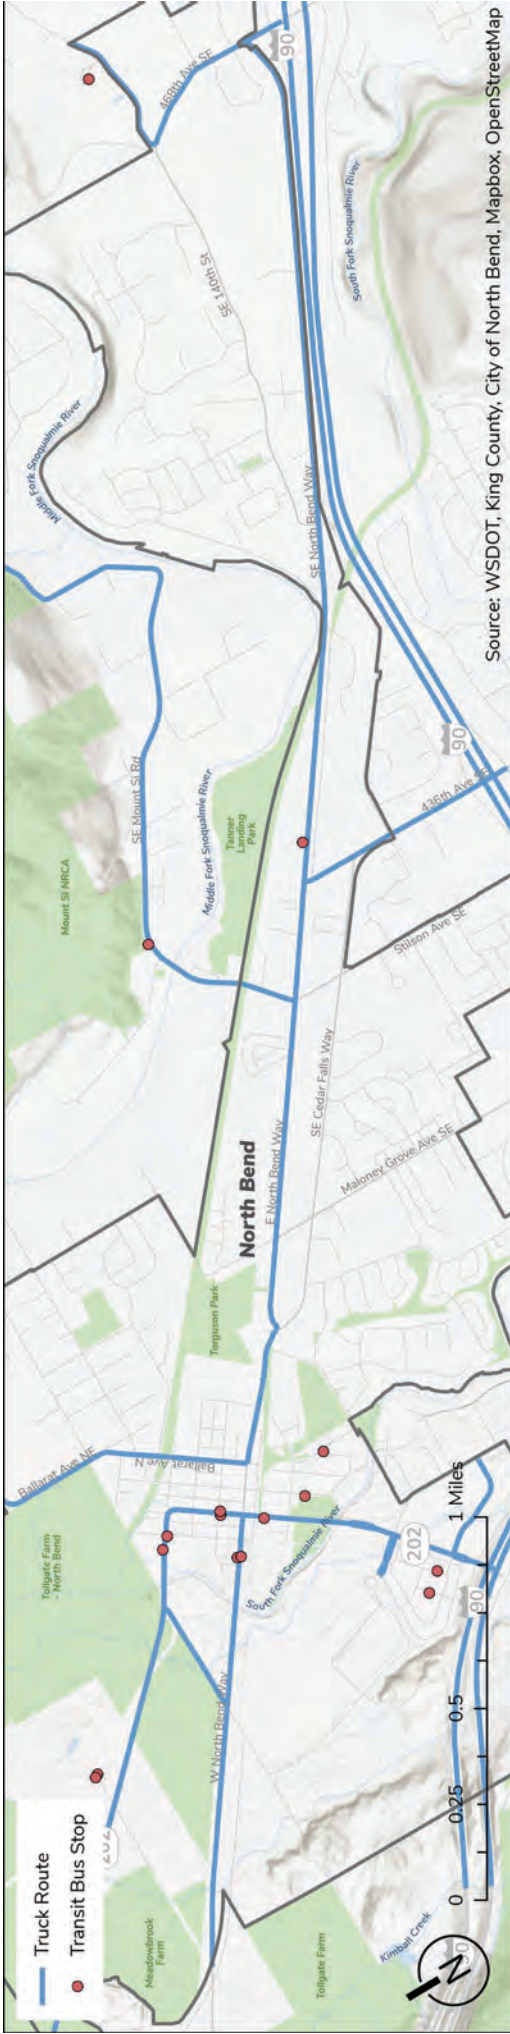 Truck Route
Transit Bus Stop
202
Meadowbrook
Farm
Tollgate Farm
Kimball Creek
90
N
0
0.25
0.5
1 Miles
W North Bend Way
Tollgate Farm
- North Bend
Ballarat Ave NE
Ballarat Ave N
South Fork Snoqualmie River
202
90
Torguson Park
North Bend
E North Bend Way
SE Cedar Falls Way
Maloney Grove Ave SE
Stilson Ave SE
Mount Si NRCA
SE Mount Si Rd
Middle Fork Snoqualmie River
Tanner
Landing
Park
436th Ave SE
90
Middle Fork Snoqualmie River
SE North Bend Way
SE 140th St
South Fork Snoqualmie River
468th Ave SE
90
Source: WSDOT, King County, City of North Bend, Mapbox, OpenStreetMap